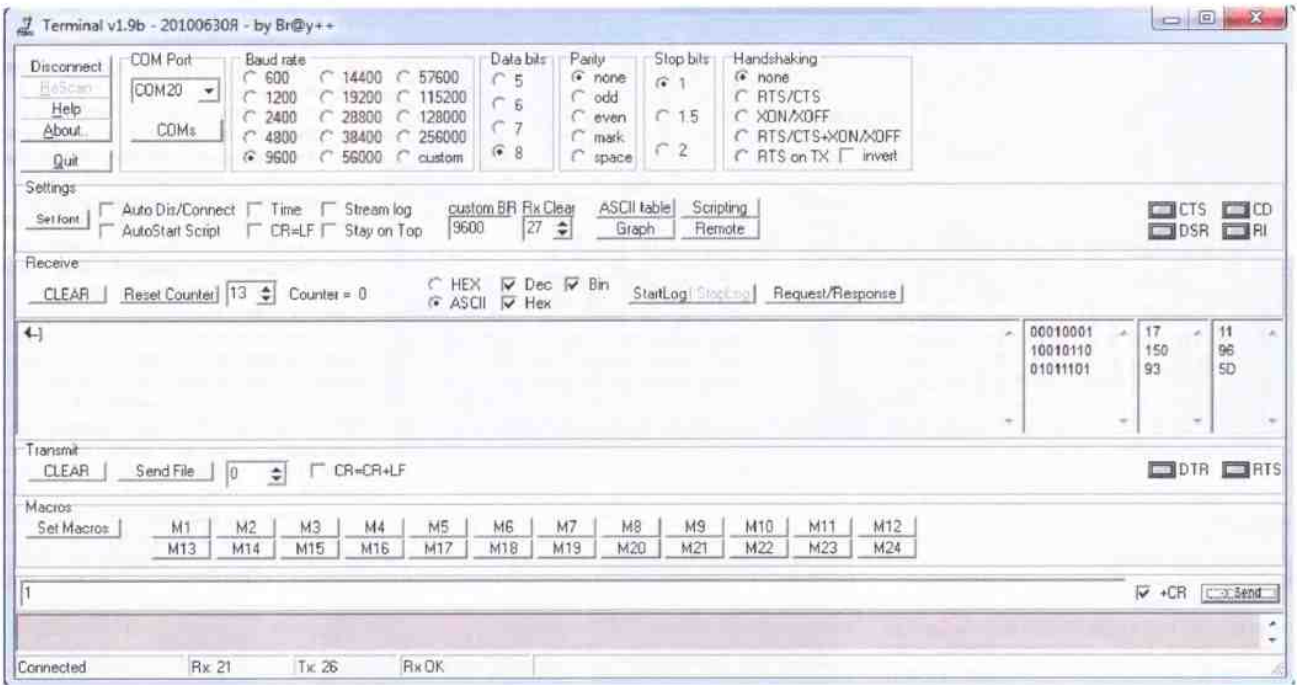 Terminal v1.9b - 20100630Я - by Br@y++
Disconnect
ReScan
Help
About..
Quit
COM Port
COM20
COMs
Baud rate
600 14400 57600
1200 19200 115200
2400 28800 128000
4800 38400 256000
9600 56000 custom
Data bits
5
6
7
8
Parity
none
odd
even
mark
space
Stop bits
1
1.5
2
Handshaking
none
RTS/CTS
XON/XOFF
RTS/CTS+XON/XOFF
RTS on TX invert
Settings
Set font
Auto Dis/Connect Time Stream log
AutoStart Script CR=LF Stay on Top
custom BR Rx Clear
9600 27
ASCII table Scripting
Graph Remote
CTS CD
DSR RI
Receive
CLEAR Reset Counter 13 Counter = 0
HEX Dec Bin
ASCII Hex
StartLog StopLog Request/Response
00010001 17 11
10010110 150 96
01011101 93 5D
Transmit
CLEAR Send File 0 CR=CR+LF DTR RTS
Macros
Set Macros M1 M2 M3 M4 M5 M6 M7 M8 M9 M10 M11 M12
M13 M14 M15 M16 M17 M18 M19 M20 M21 M22 M23 M24
1 +CR -> Send
Connected Rx: 21 Tx: 26 Rx OK